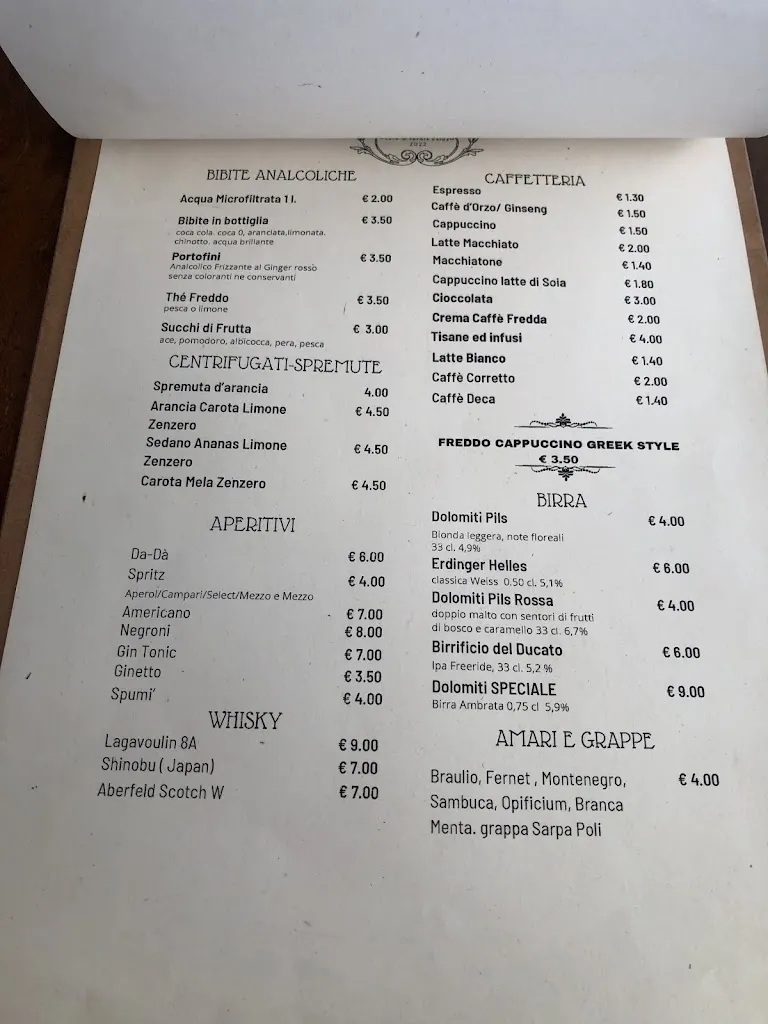 2022
BIBITE ANALCOLICHE
Acqua Microfiltrata 1 l. € 2.00
Bibite in bottiglia € 3.50
coca cola. coca 0, aranciata,limonata.
chinotto. acqua brillante
Portofini € 3.50
Analcolico Frizzante al Ginger rosso
senza coloranti ne conservanti
Thé Freddo € 3.50
pesca o limone
Succhi di Frutta € 3.00
ace, pomodoro, albicocca, pera, pesca
CENTRIFUGATI-SPREMUTE
Spremuta d'arancia 4.00
Arancia Carota Limone € 4.50
Zenzero
Sedano Ananas Limone € 4.50
Zenzero
Carota Mela Zenzero € 4.50
APERITIVI
Da-Dà € 6.00
Spritz € 4.00
Aperol/Campari/Select/Mezzo e Mezzo
Americano € 7.00
Negroni € 8.00
Gin Tonic € 7.00
Ginetto € 3.50
Spumi' € 4.00
WHISKY
Lagavoulin 8A € 9.00
Shinobu ( Japan) € 7.00
Aberfeld Scotch W € 7.00
CAFFETTERIA
Espresso € 1.30
Caffè d'Orzo/ Ginseng € 1.50
Cappuccino € 1.50
Latte Macchiato € 2.00
Macchiatone € 1.40
Cappuccino latte di Soia € 1.80
Cioccolata € 3.00
Crema Caffè Fredda € 2.00
Tisane ed infusi € 4.00
Latte Bianco € 1.40
Caffè Corretto € 2.00
Caffè Deca € 1.40
FREDDO CAPPUCCINO GREEK STYLE
€ 3.50
BIRRA
Dolomiti Pils € 4.00
Bionda leggera, note floreali
33 cl. 4,9%
Erdinger Helles € 6.00
classica Weiss 0.50 cl. 5,1%
Dolomiti Pils Rossa € 4.00
doppio malto con sentori di frutti
di bosco e caramello 33 cl. 6,7%
Birrificio del Ducato € 6.00
Ipa Freeride, 33 cl. 5,2 %
Dolomiti SPECIALE € 9.00
Birra Ambrata 0,75 cl 5,9%
AMARI E GRAPPE
Braulio, Fernet , Montenegro, € 4.00
Sambuca, Opificium, Branca
Menta. grappa Sarpa Poli